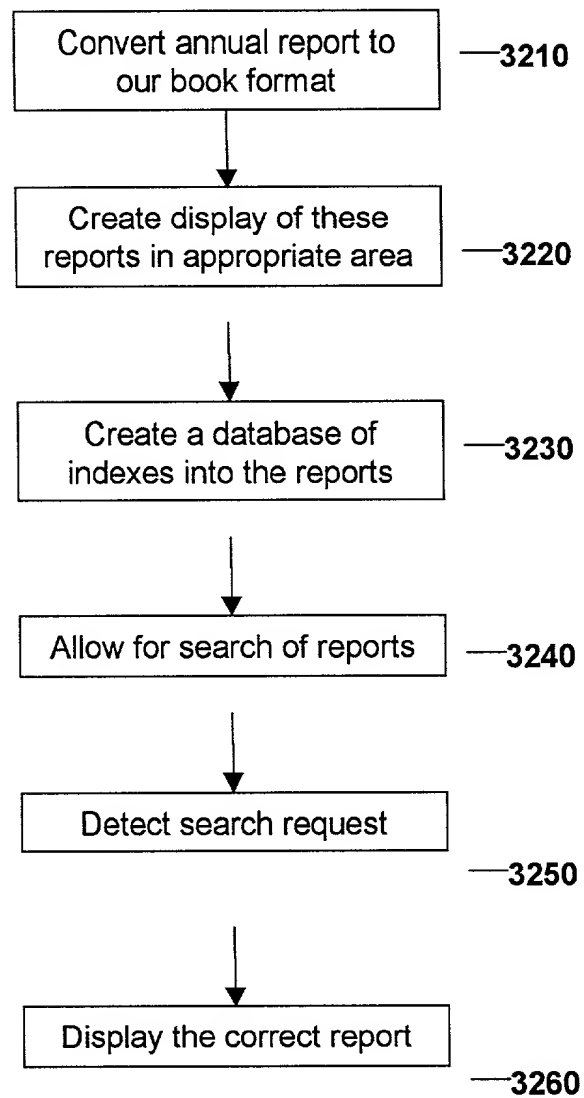 Convert annual report to
our book format
3210
Create display of these
reports in appropriate area
3220
Create a database of
indexes into the reports
3230
Allow for search of reports
3240
Detect search request
3250
Display the correct report
3260